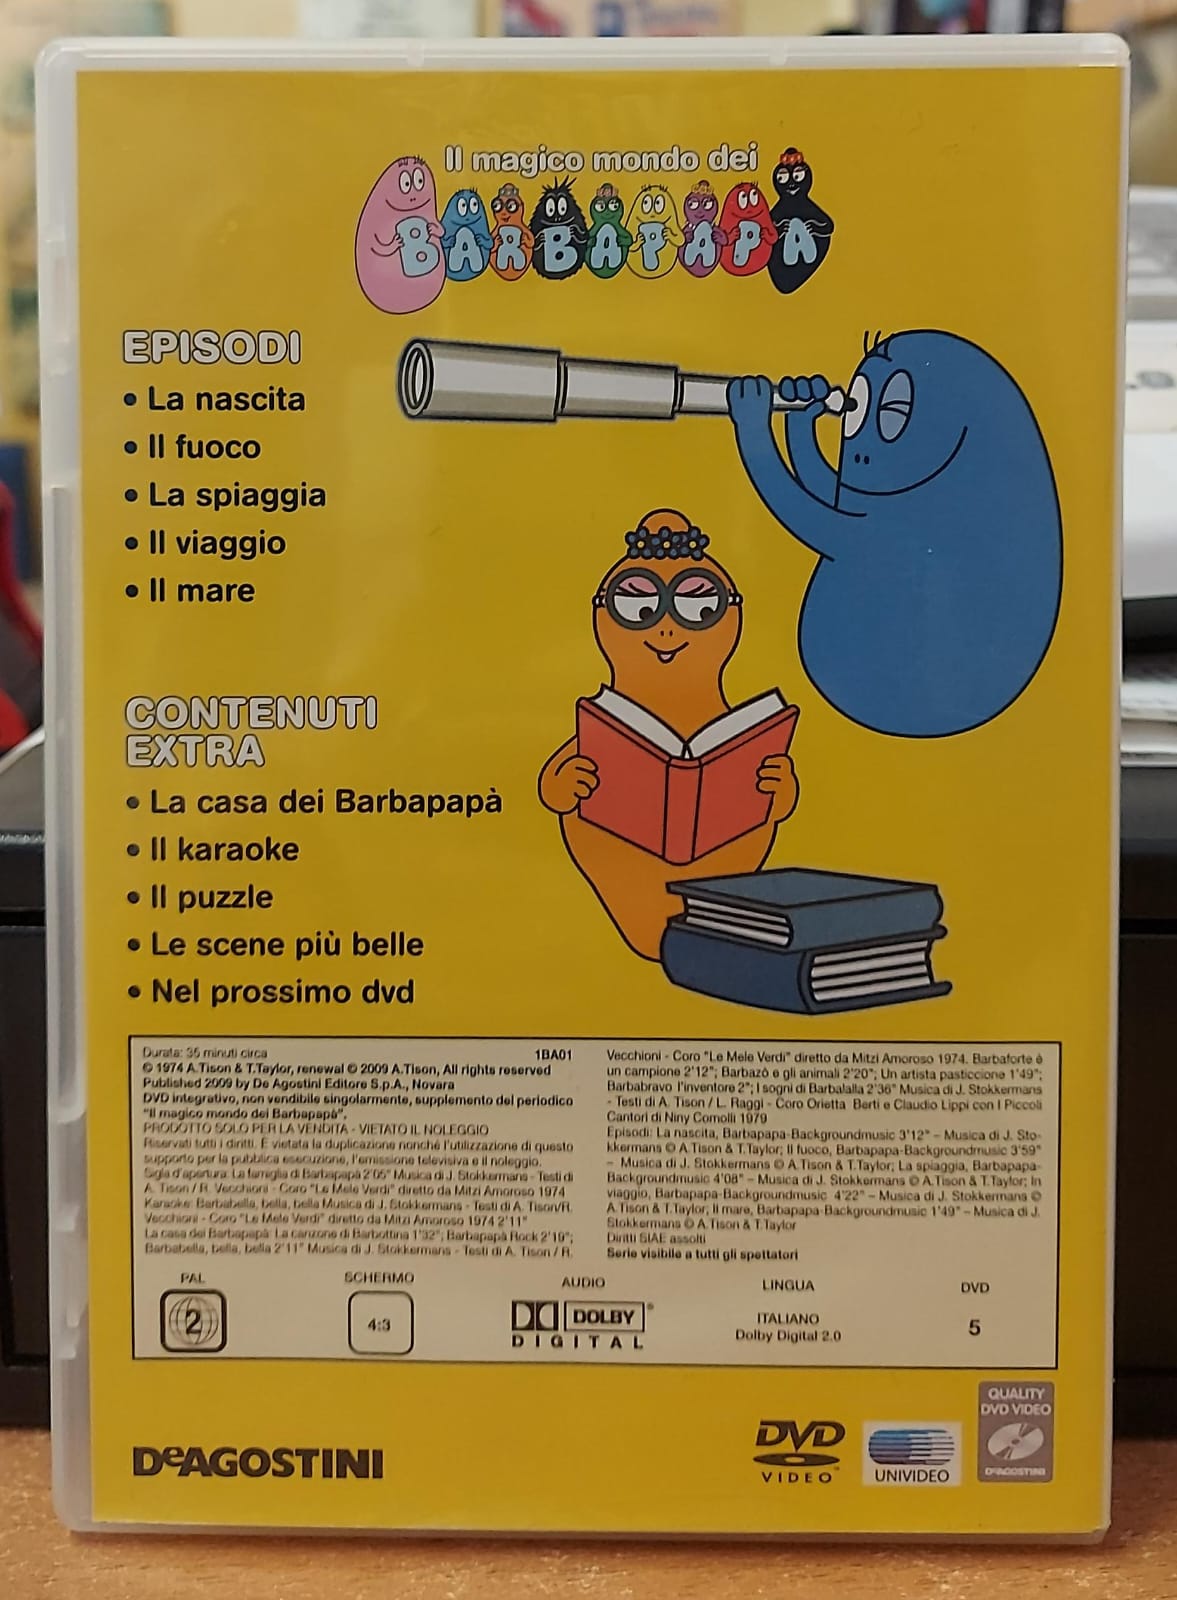 Il magico mondo dei
BARBAPAPA
EPISODI
• La nascita
• Il fuoco
• La spiaggia
• Il viaggio
• Il mare
CONTENUTI
EXTRA
• La casa dei Barbapapà
• Il karaoke
• Il puzzle
• Le scene più belle
• Nel prossimo dvd
Durata: 35 minuti circa 1BA01
© 1974 A.Tison & T.Taylor, renewal © 2009 A.Tison, All rights reserved
Published 2009 by De Agostini Editore S.p.A., Novara
DVD integrativo, non vendibile singolarmente, supplemento del periodico
"Il magico mondo dei Barbapapà".
PRODOTTO SOLO PER LA VENDITA - VIETATO IL NOLEGGIO
Riservati tutti i diritti. È vietata la duplicazione nonché l'utilizzazione di questo
supporto per la pubblica esecuzione, l'emissione televisiva e il noleggio.
Sigla d'apertura: La famiglia di Barbapapà 2'05" Musica di J. Stokkermans - Testi di
A. Tison / R. Vecchioni - Coro "Le Mele Verdi" diretto da Mitzi Amoroso 1974
Karaoke: Barbabella, bella, bella Musica di J. Stokkermans - Testi di A. Tison/R.
Vecchioni - Coro "Le Mele Verdi" diretto da Mitzi Amoroso 1974 2'11"
La casa dei Barbapapà: La canzone di Barbottina 1'32"; Barbapapà Rock 2'19";
Barbabella, bella, bella 2'11" Musica di J. Stokkermans - Testi di A. Tison / R.
Vecchioni - Coro "Le Mele Verdi" diretto da Mitzi Amoroso 1974. Barbaforte è
un campione 2'12"; Barbazò e gli animali 2'20"; Un artista pasticcione 1'49";
Barbabravo l'inventore 2"; I sogni di Barbalalla 2'36" Musica di J. Stokkermans
- Testi di A. Tison / L. Raggi - Coro Orietta Berti e Claudio Lippi con I Piccoli
Cantori di Niny Comolli 1979
Episodi: La nascita, Barbapapa-Backgroundmusic 3'12" – Musica di J. Sto-
kkermans © A.Tison & T.Taylor; Il fuoco, Barbapapa-Backgroundmusic 3'59"
– Musica di J. Stokkermans © A.Tison & T.Taylor; La spiaggia, Barbapapa-
Backgroundmusic 4'08" – Musica di J. Stokkermans © A.Tison & T.Taylor; In
viaggio, Barbapapa-Backgroundmusic 4'22" – Musica di J. Stokkermans ©
A.Tison & T.Taylor; Il mare, Barbapapa-Backgroundmusic 1'49" – Musica di J.
Stokkermans © A.Tison & T.Taylor
Diritti SIAE assolti
Serie visibile a tutti gli spettatori
PAL SCHERMO AUDIO LINGUA DVD
2
4:3
DOLBY
DIGITAL
ITALIANO
Dolby Digital 2.0
5
DeAGOSTINI
DVD
VIDEO
UNIVIDEO
QUALITY
DVD VIDEO
DeAGOSTINI